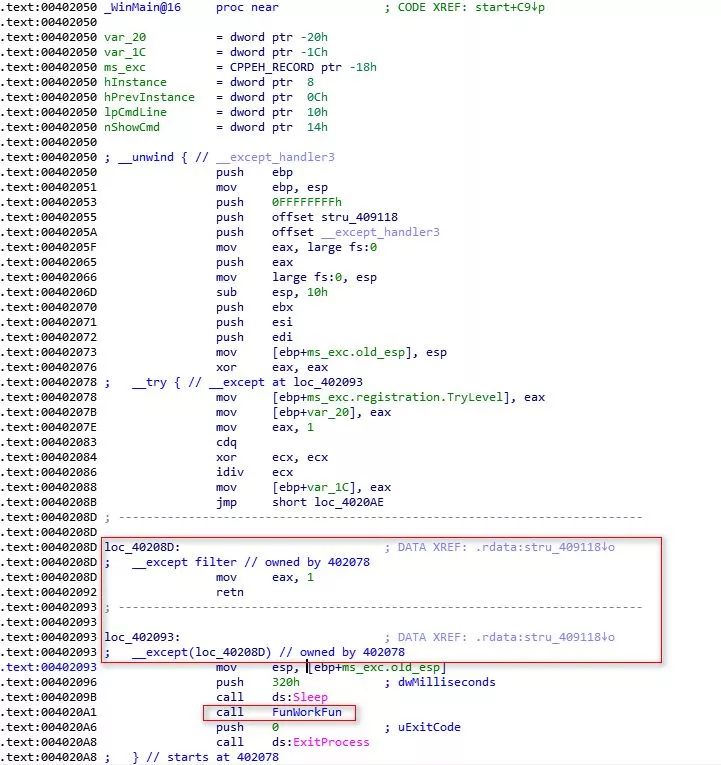 .text:00402050 _WinMain@16 proc near ; CODE XREF: start+C9↓p
.text:00402050
.text:00402050 var_20 = dword ptr -20h
.text:00402050 var_1C = dword ptr -1Ch
.text:00402050 ms_exc = CPPEH_RECORD ptr -18h
.text:00402050 hInstance = dword ptr 8
.text:00402050 hPrevInstance = dword ptr 0Ch
.text:00402050 lpCmdLine = dword ptr 10h
.text:00402050 nShowCmd = dword ptr 14h
.text:00402050
.text:00402050 ; __unwind { // __except_handler3
.text:00402050 push ebp
.text:00402051 mov ebp, esp
.text:00402053 push 0FFFFFFFFh
.text:00402055 push offset stru_409118
.text:0040205A push offset __except_handler3
.text:0040205F mov eax, large fs:0
.text:00402065 push eax
.text:00402066 mov large fs:0, esp
.text:0040206D sub esp, 10h
.text:00402070 push ebx
.text:00402071 push esi
.text:00402072 push edi
.text:00402073 mov [ebp+ms_exc.old_esp], esp
.text:00402076 xor eax, eax
.text:00402078 ; __try { // __except at loc_402093
.text:00402078 mov [ebp+ms_exc.registration.TryLevel], eax
.text:0040207B mov [ebp+var_20], eax
.text:0040207E mov eax, 1
.text:00402083 cdq
.text:00402084 xor ecx, ecx
.text:00402086 idiv ecx
.text:00402088 mov [ebp+var_1C], eax
.text:0040208B jmp short loc_4020AE
.text:0040208D ; ---------------------------------------------------------------------------
.text:0040208D
.text:0040208D loc_40208D: ; DATA XREF: .rdata:stru_409118↓o
.text:0040208D ; __except filter // owned by 402078
.text:0040208D mov eax, 1
.text:00402092 retn
.text:00402093 ; ---------------------------------------------------------------------------
.text:00402093
.text:00402093 loc_402093: ; DATA XREF: .rdata:stru_409118↓o
.text:00402093 ; __except(loc_40208D) // owned by 402078
.text:00402093 mov esp, [ebp+ms_exc.old_esp]
.text:00402096 push 320h ; dwMilliseconds
.text:0040209B call ds:Sleep
.text:004020A1 call FunWorkFun
.text:004020A6 push 0 ; uExitCode
.text:004020A8 call ds:ExitProcess
.text:004020A8 ; } // starts at 402078